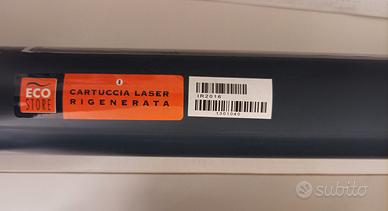 ECO
STORE
CARTUCCIA LASER
RIGENERATA
IR2016
1301040
subito